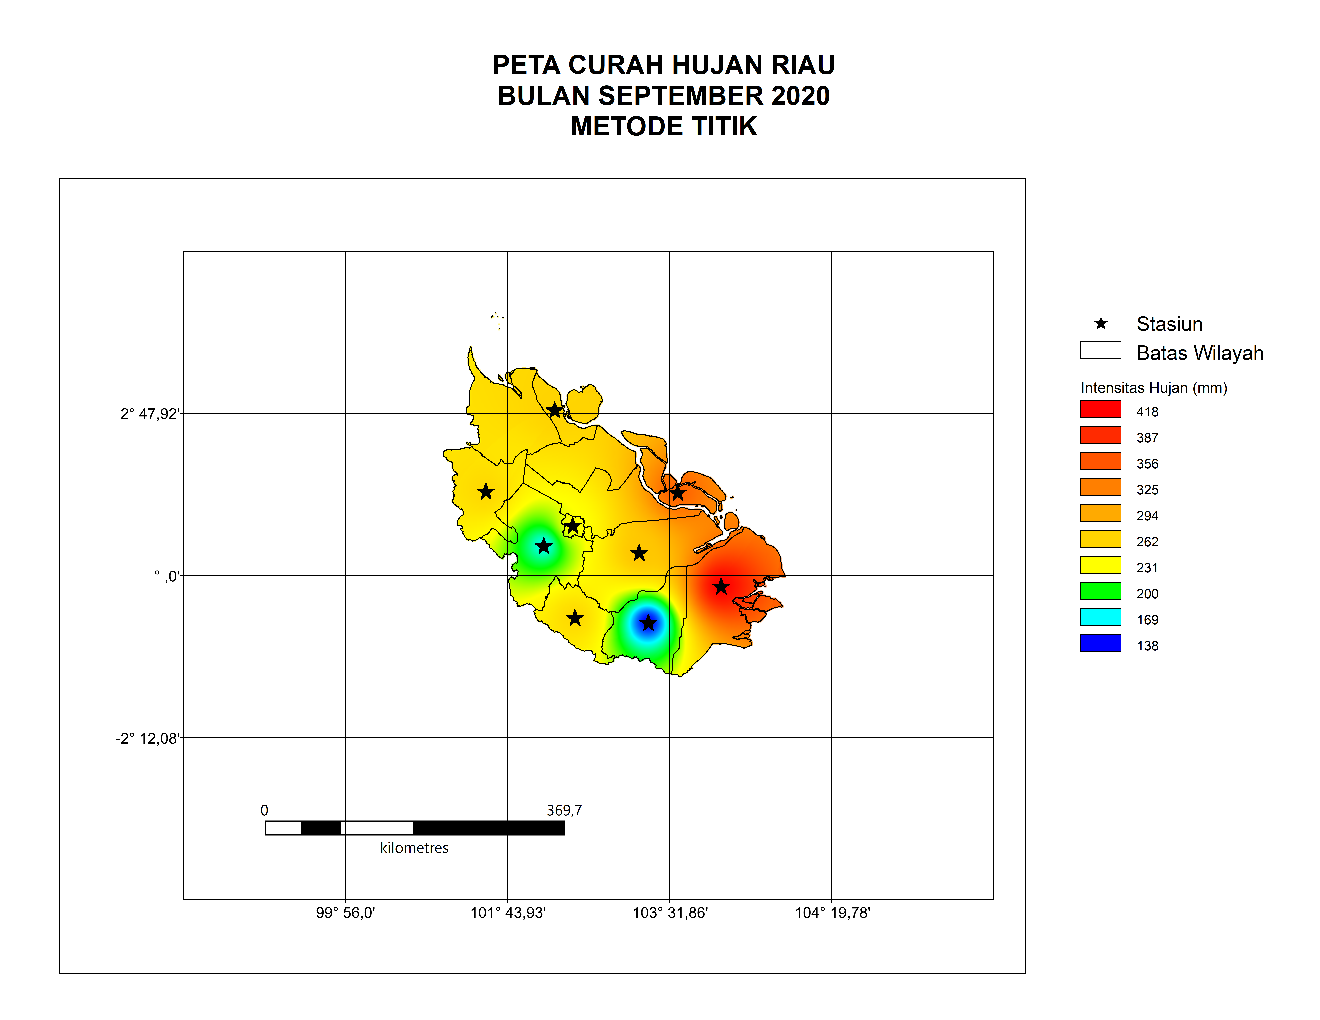 PETA CURAH HUJAN RIAU
BULAN SEPTEMBER 2020
METODE TITIK
Stasiun
Batas Wilayah
Intensitas Hujan (mm)
418
387
356
325
294
262
231
200
169
138
2° 47,92'
° ,0'
-2° 12,08'
0 369,7
kilometres
99° 56,0' 101° 43,93' 103° 31,86' 104° 19,78'